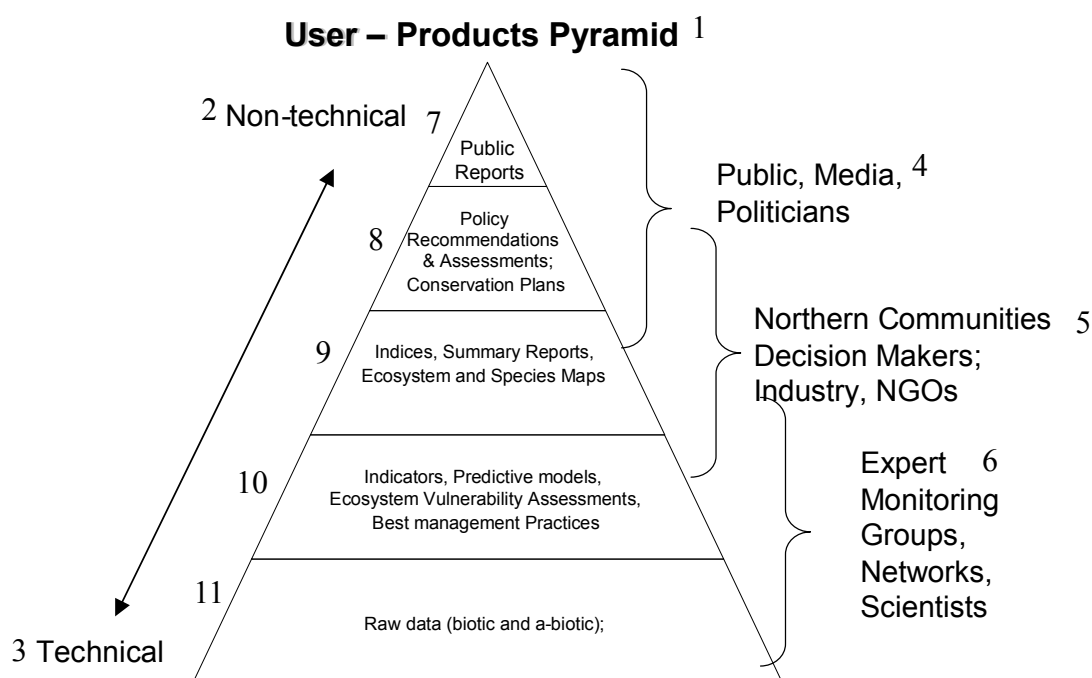 User – Products Pyramid 1
2 Non-technical
7
Public
Reports
Public, Media, 4
Politicians
8
Policy
Recommendations
& Assessments;
Conservation Plans
Northern Communities 5
Decision Makers;
Industry, NGOs
9
Indices, Summary Reports,
Ecosystem and Species Maps
10
Indicators, Predictive models,
Ecosystem Vulnerability Assessments,
Best management Practices
Expert 6
Monitoring
Groups,
Networks,
Scientists
11
Raw data (biotic and a-biotic);
3 Technical